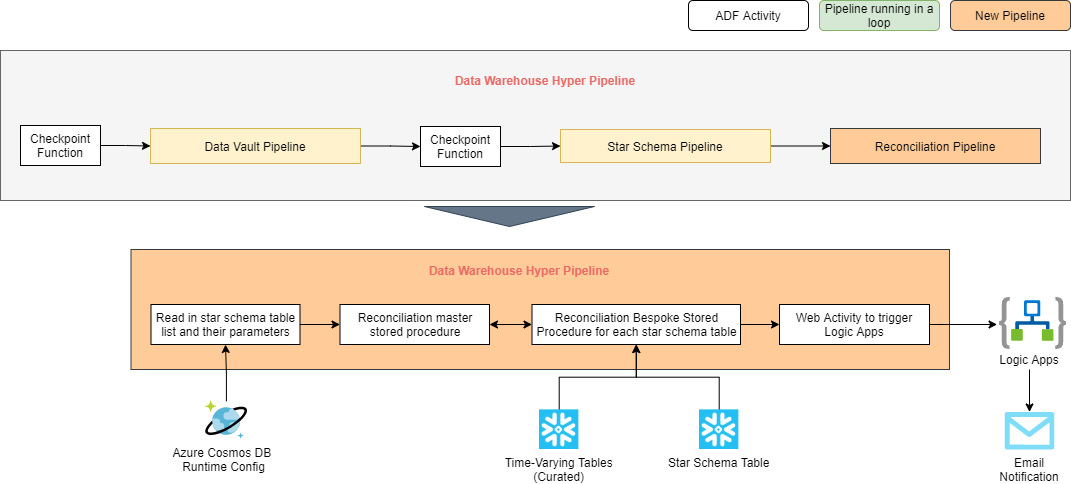 ADF Activity
Pipeline running in a
loop
New Pipeline
Data Warehouse Hyper Pipeline
Checkpoint
Function
Data Vault Pipeline
Checkpoint
Function
Star Schema Pipeline
Reconciliation Pipeline
Data Warehouse Hyper Pipeline
Read in star schema table
list and their parameters
Reconciliation master
stored procedure
Reconciliation Bespoke Stored
Procedure for each star schema table
Web Activity to trigger
Logic Apps
Logic Apps
Azure Cosmos DB
Runtime Config
Time-Varying Tables
(Curated)
Star Schema Table
Email
Notification